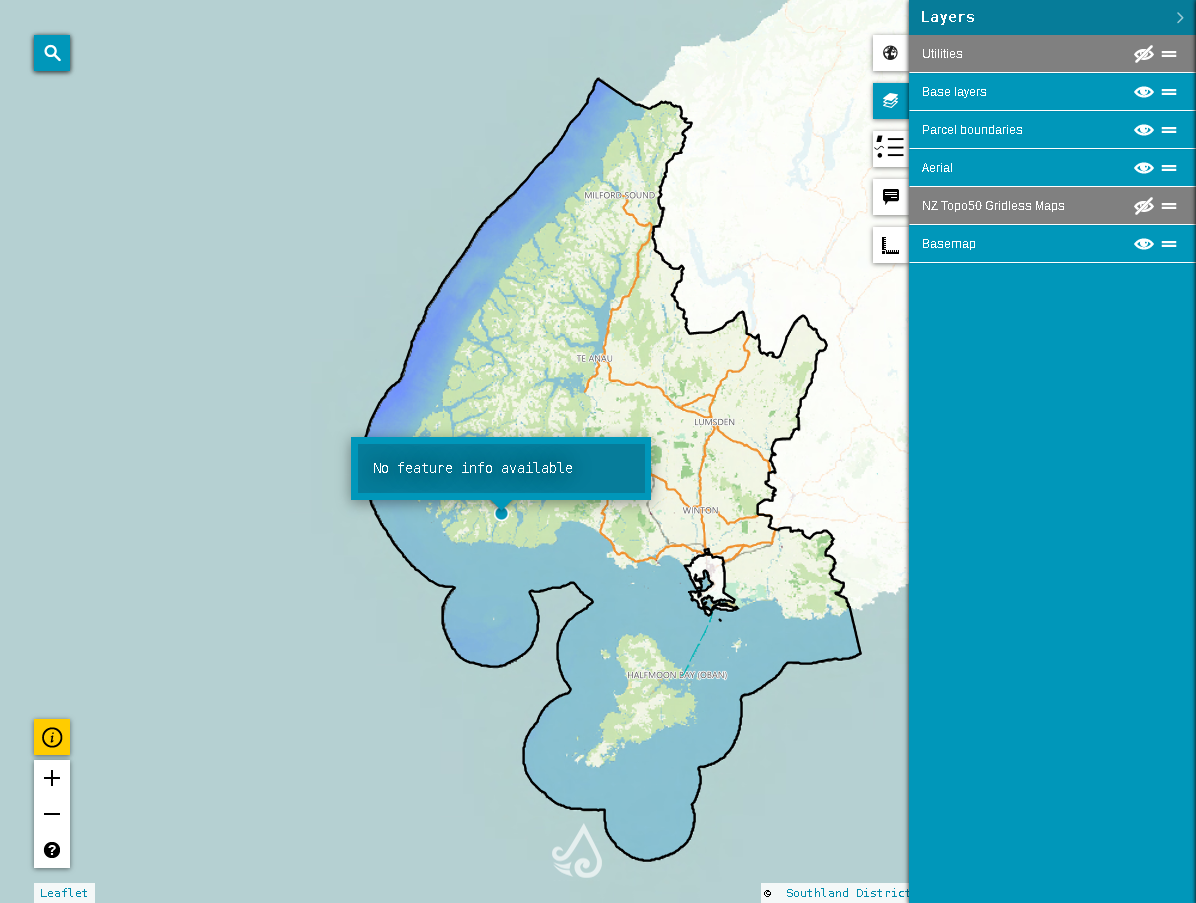 Layers
Utilities
Base layers
Parcel boundaries
Aerial
NZ Topo50 Gridless Maps
Basemap
MILFORD SOUND
TE ANAU
LUMSDEN
No feature info available
WINTON
HALFMOON BAY (OBAN)
i
+
−
?
Leaflet
© Southland District